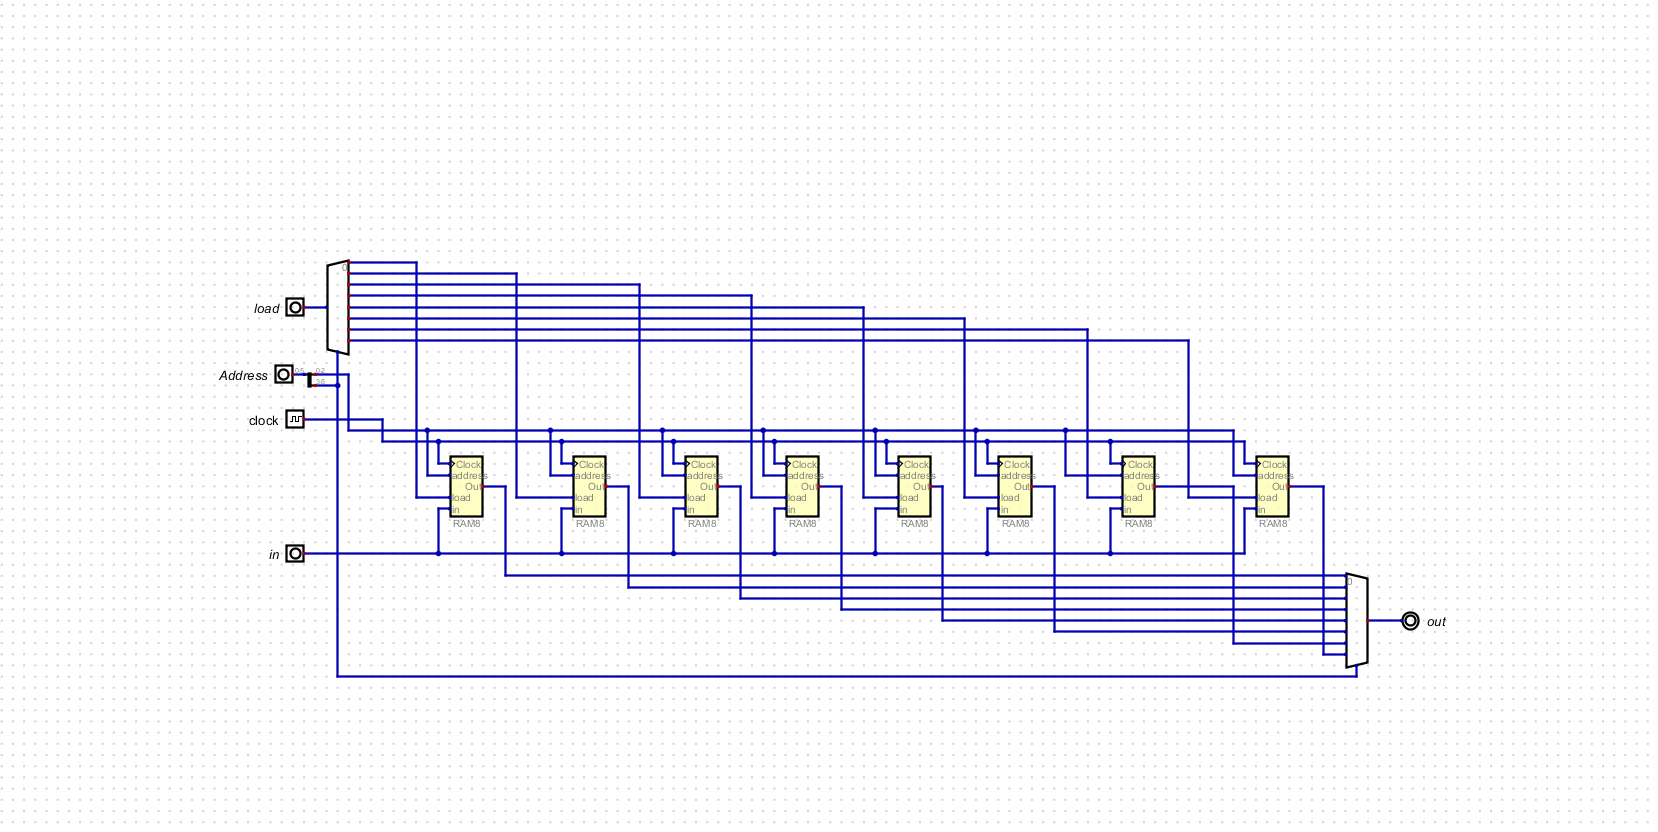 0
load
Address
0-5 0-2
3-5
clock
Clock Clock Clock Clock Clock Clock Clock Clock
address address address address address address address address
Out Out Out Out Out Out Out Out
load load load load load load load load
in in in in in in in in
RAM8 RAM8 RAM8 RAM8 RAM8 RAM8 RAM8 RAM8
in
0
out